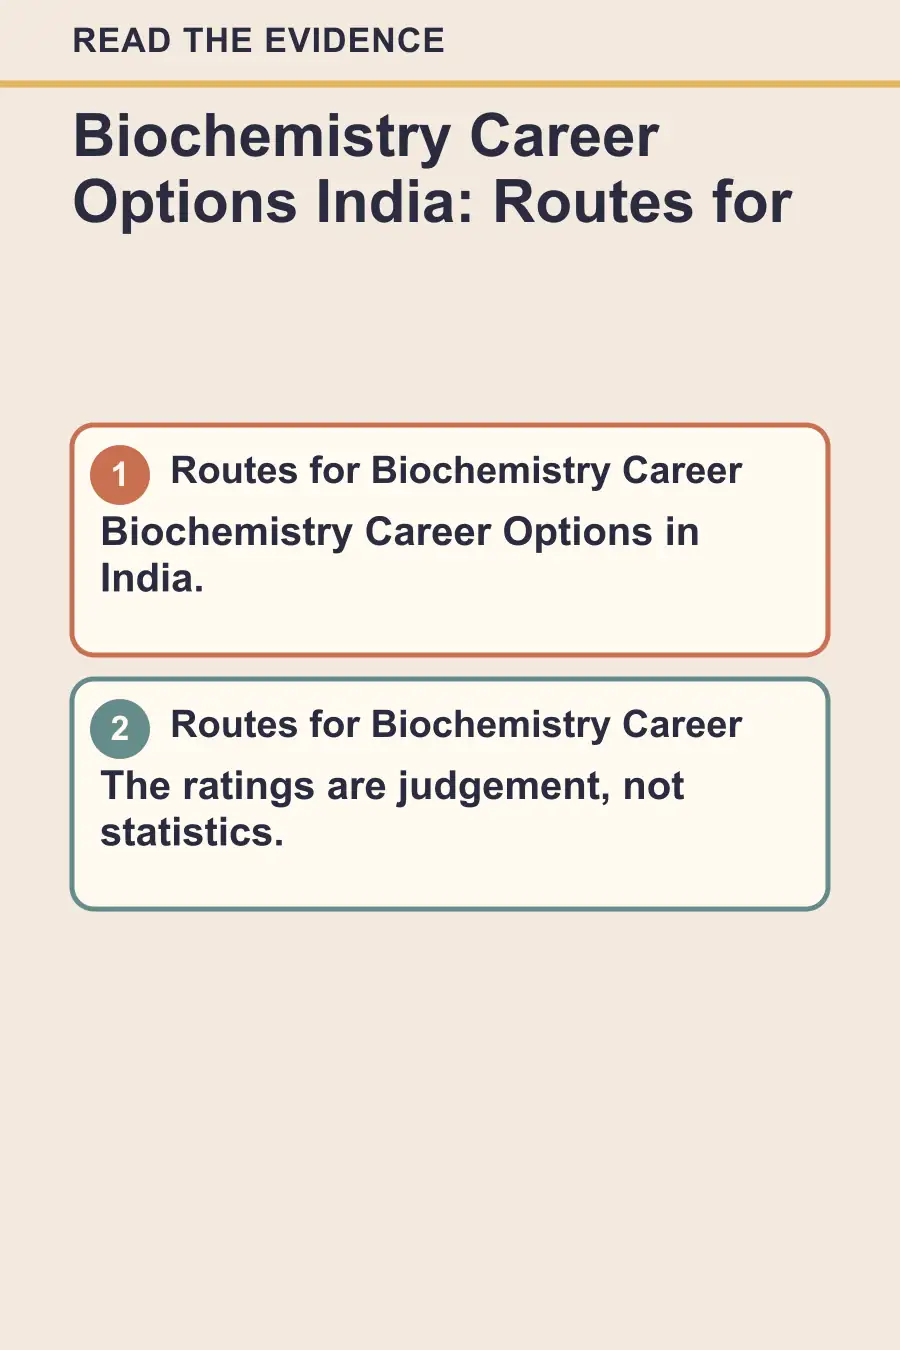 READ THE EVIDENCE
Biochemistry Career
Options India: Routes for
1 Routes for Biochemistry Career
Biochemistry Career Options in
India.
2 Routes for Biochemistry Career
The ratings are judgement, not
statistics.